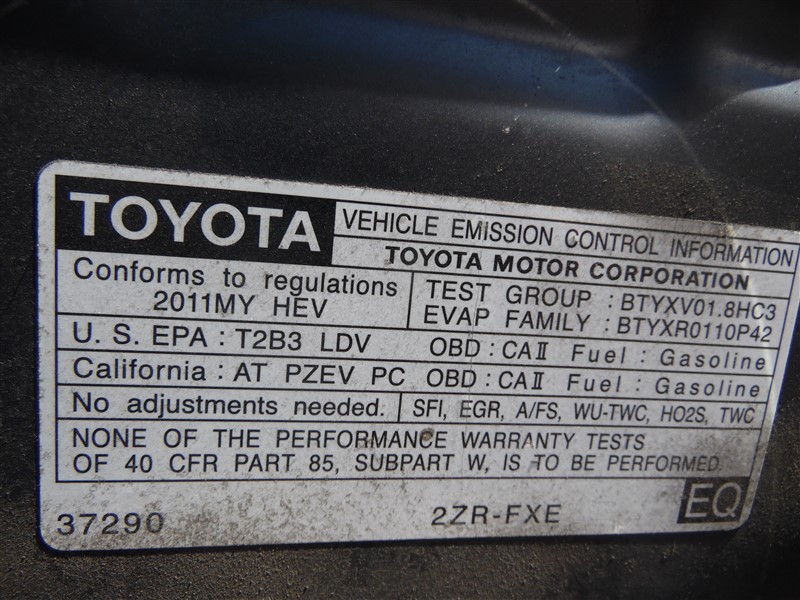 TOYOTA
VEHICLE EMISSION CONTROL INFORMATION
TOYOTA MOTOR CORPORATION
Conforms to regulations
2011MY HEV
TEST GROUP : BTYXV01.8HC3
EVAP FAMILY : BTYXR0110P42
U. S. EPA : T2B3 LDV OBD : CAⅡ Fuel : Gasoline
California : AT PZEV PC OBD : CAⅡ Fuel : Gasoline
No adjustments needed. SFI, EGR, A/FS, WU-TWC, HO2S, TWC
NONE OF THE PERFORMANCE WARRANTY TESTS
OF 40 CFR PART 85, SUBPART W, IS TO BE PERFORMED.
37290 2ZR-FXE EQ